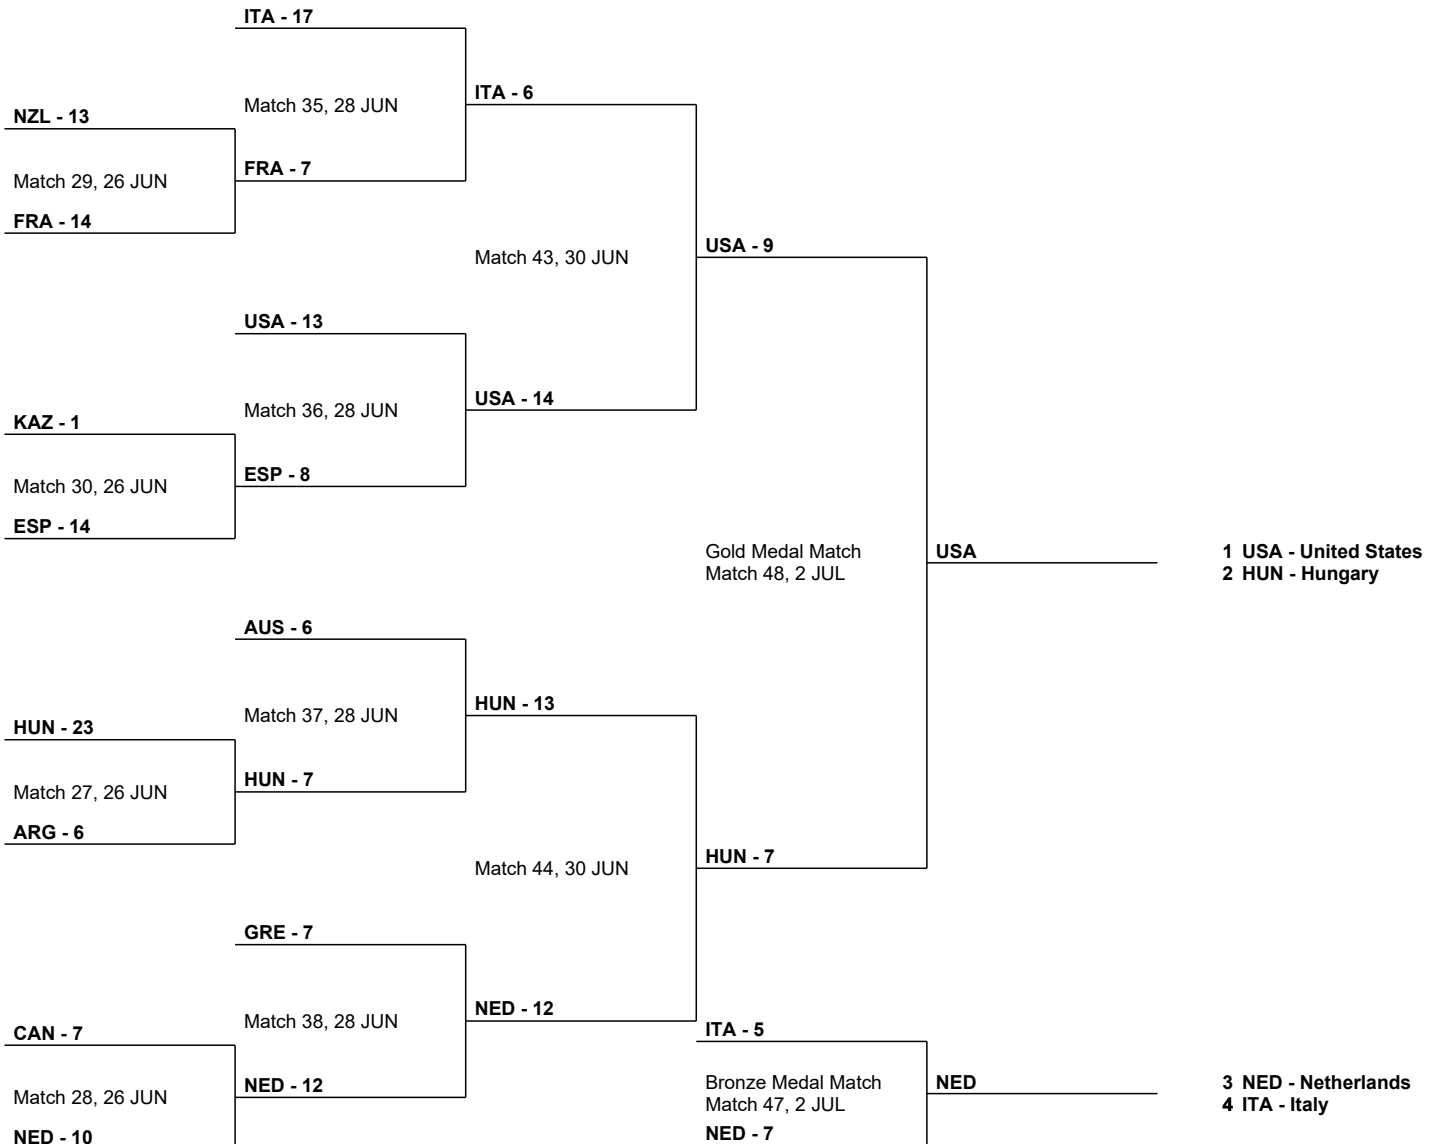 ITA - 17
NZL - 13
Match 35, 28 JUN
ITA - 6
Match 29, 26 JUN
FRA - 7
FRA - 14
Match 43, 30 JUN
USA - 9
USA - 13
KAZ - 1
Match 36, 28 JUN
USA - 14
Match 30, 26 JUN
ESP - 8
ESP - 14
Gold Medal Match
Match 48, 2 JUL
USA
1 USA - United States
2 HUN - Hungary
AUS - 6
HUN - 23
Match 37, 28 JUN
HUN - 13
Match 27, 26 JUN
HUN - 7
ARG - 6
Match 44, 30 JUN
HUN - 7
GRE - 7
CAN - 7
Match 38, 28 JUN
NED - 12
ITA - 5
Match 28, 26 JUN
NED - 12
NED - 10
Bronze Medal Match
Match 47, 2 JUL
NED - 7
NED
3 NED - Netherlands
4 ITA - Italy